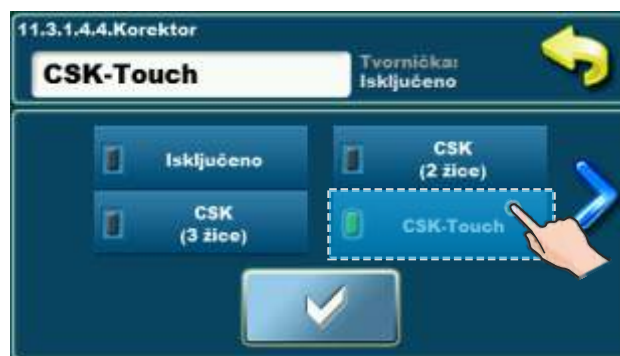 11.3.1.4.4.Korektor
CSK-Touch
Tvornička:
Isključeno
Isključeno
CSK
(2 žice)
CSK
(3 žice)
CSK-Touch